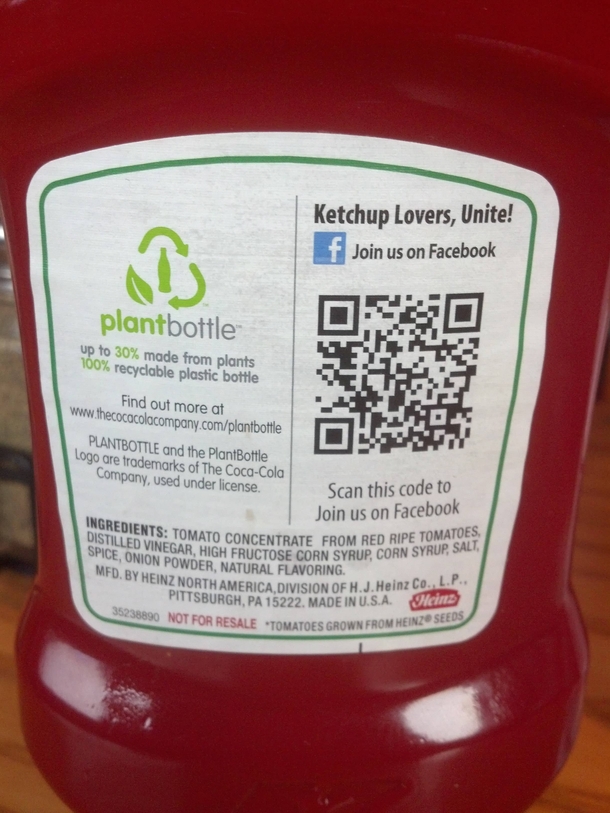 plantbottle™
up to 30% made from plants
100% recyclable plastic bottle
Find out more at
www.thecocacolacompany.com/plantbottle
PLANTBOTTLE and the PlantBottle
Logo are trademarks of The Coca-Cola
Company, used under license.
Ketchup Lovers, Unite!
f Join us on Facebook
Scan this code to
Join us on Facebook
INGREDIENTS: TOMATO CONCENTRATE FROM RED RIPE TOMATOES,
DISTILLED VINEGAR, HIGH FRUCTOSE CORN SYRUP, CORN SYRUP, SALT,
SPICE, ONION POWDER, NATURAL FLAVORING.
MFD. BY HEINZ NORTH AMERICA, DIVISION OF H.J.Heinz Co., L.P.,
PITTSBURGH, PA 15222. MADE IN U.S.A. Heinz
35238890 NOT FOR RESALE *TOMATOES GROWN FROM HEINZ® SEEDS